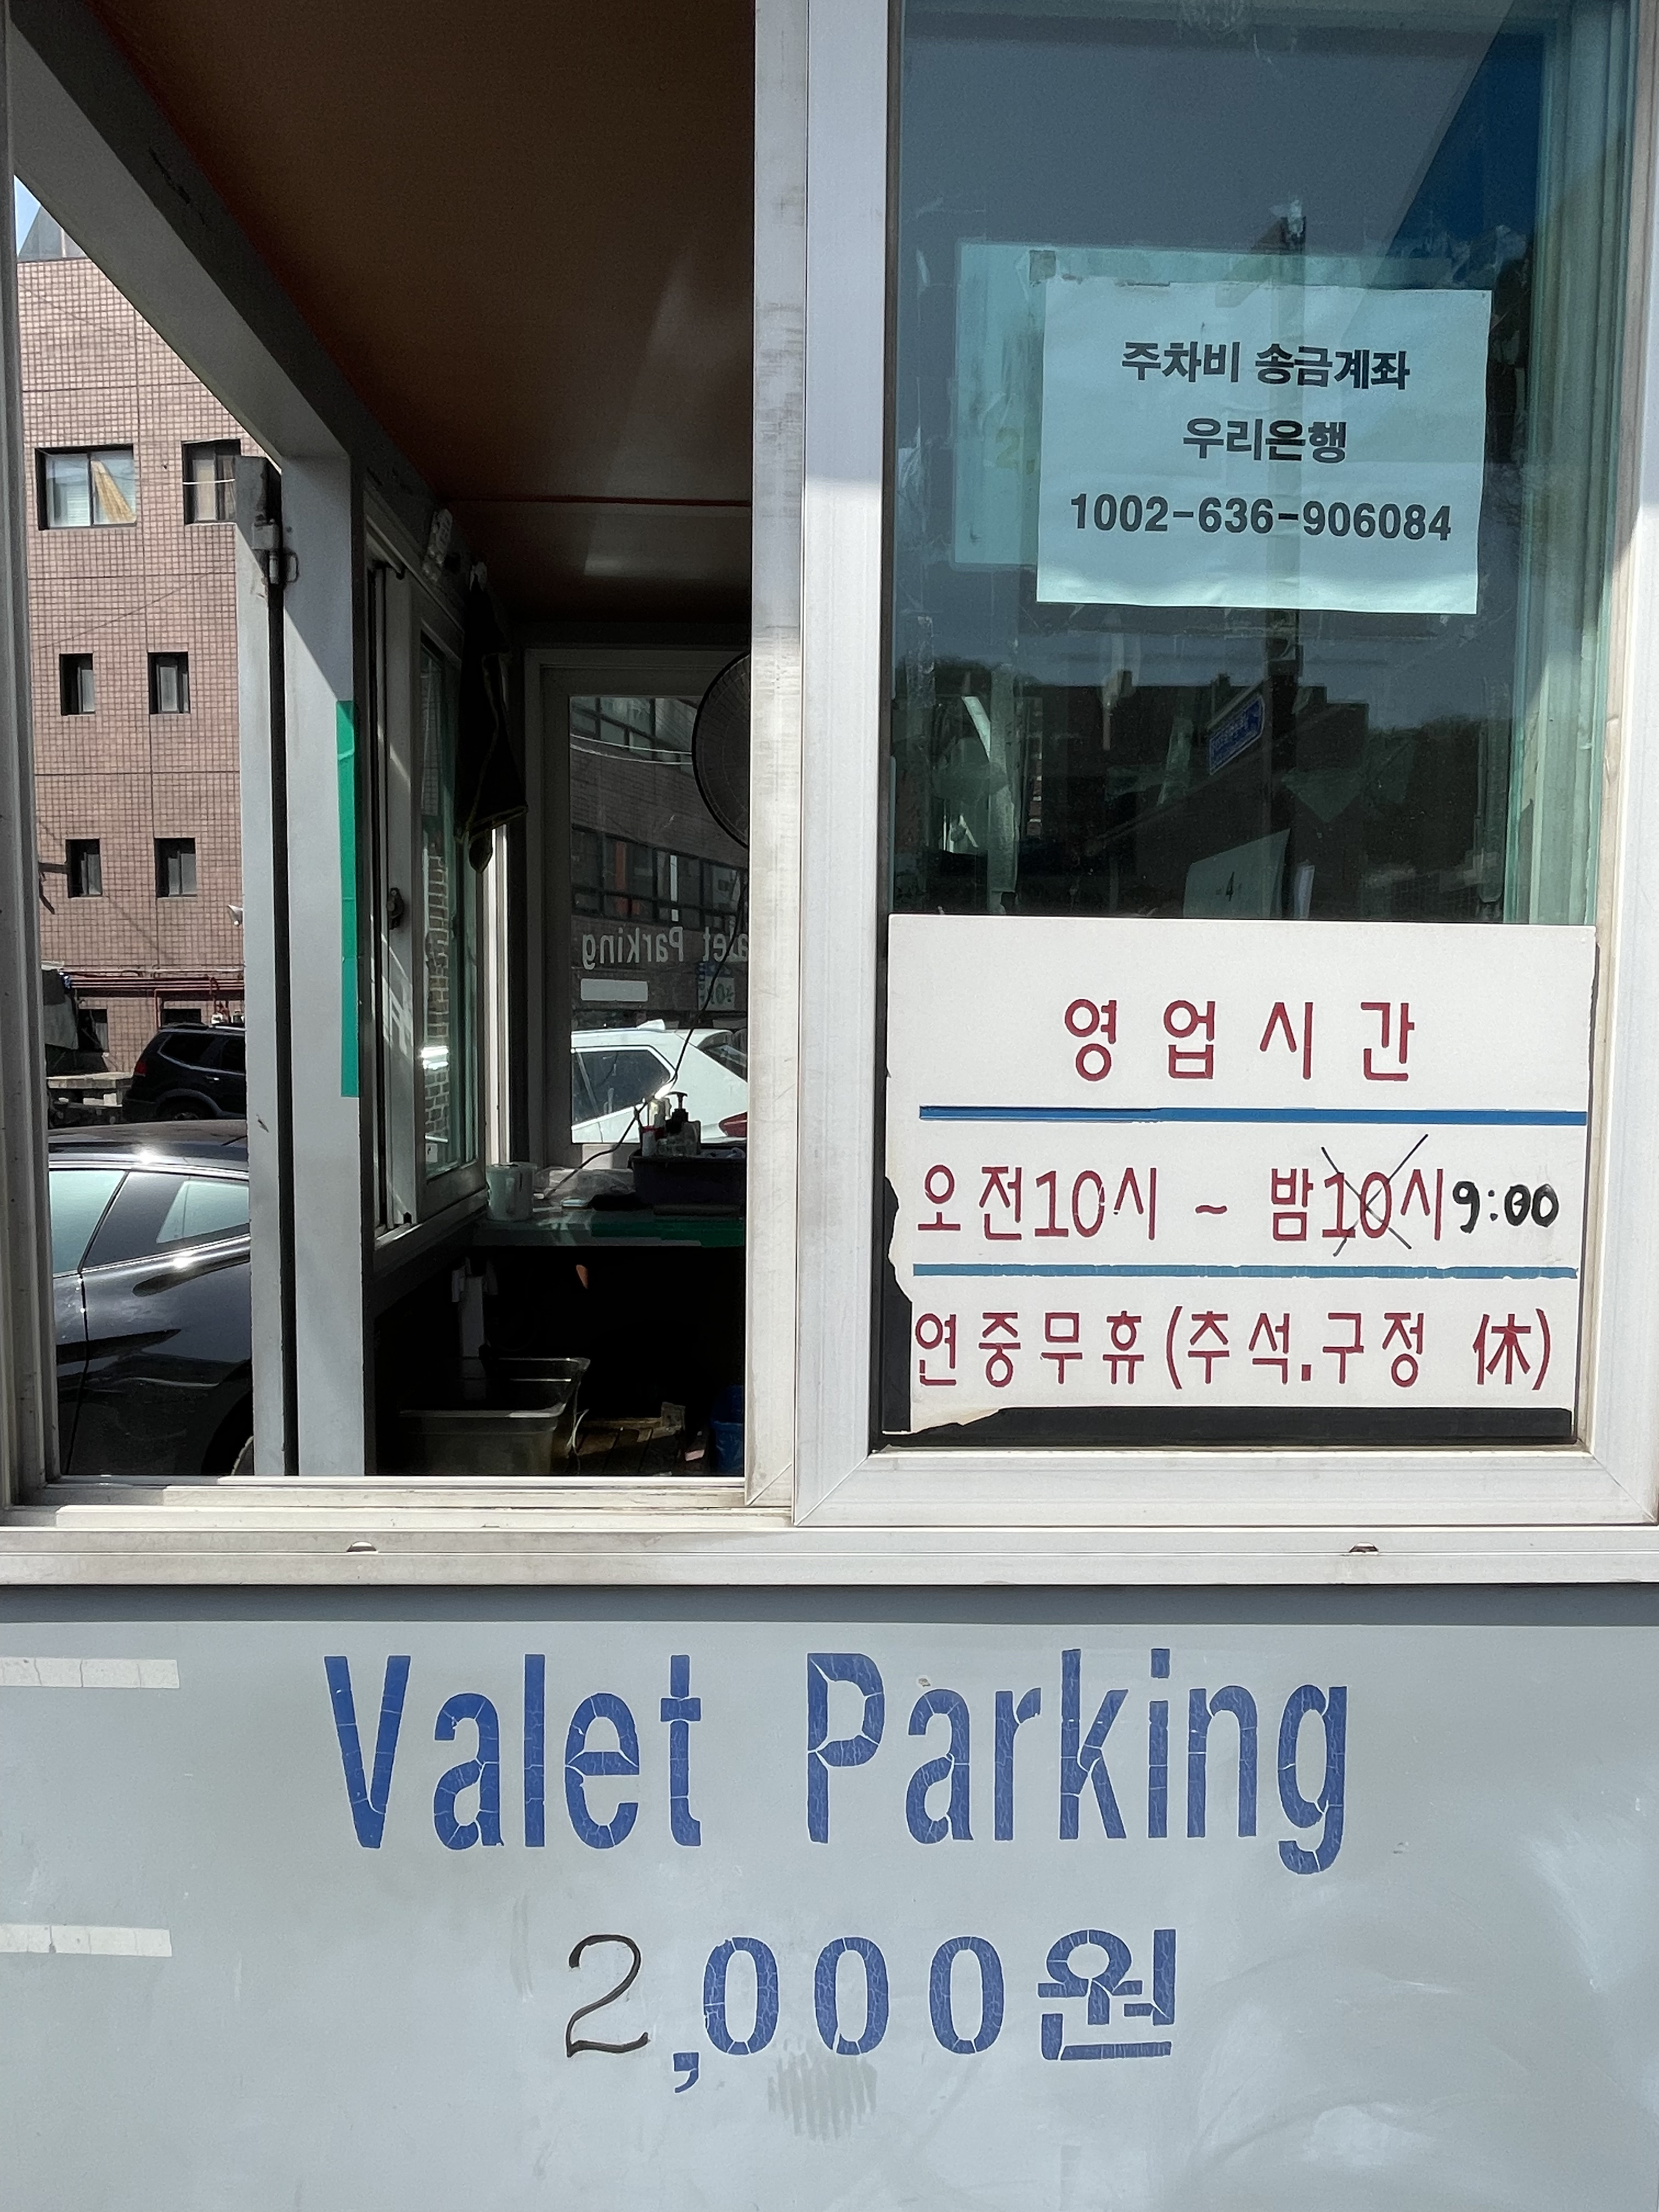 주차비 송금계좌
우리은행
1002-636-906084
Valet Parking
영업시간
오전10시 ~ 밤10시 9:00
연중무휴(추석.구정 休)
Valet Parking
2,000원